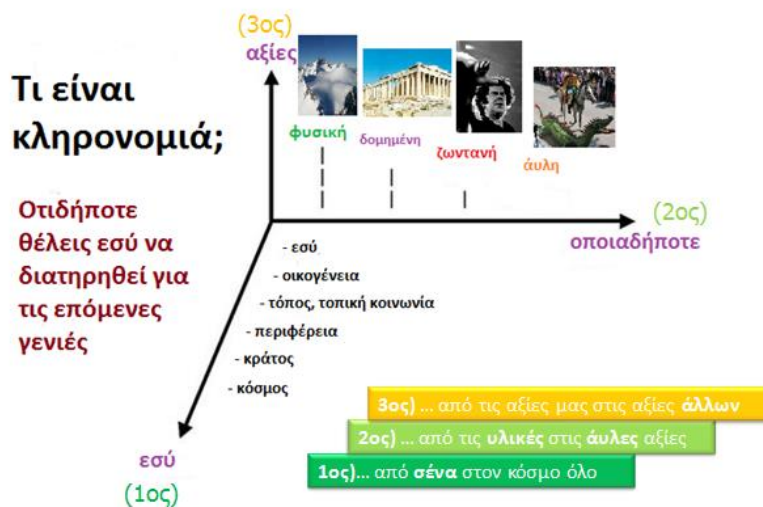 (3ος)
αξίες
Τι είναι
κληρονομιά;
φυσική
δομημένη
ζωντανή
άυλη
Οτιδήποτε
θέλεις εσύ να
διατηρηθεί για
τις επόμενες
γενιές
(2ος)
οποιαδήποτε
- εσύ
- οικογένεια
- τόπος, τοπική κοινωνία
- περιφέρεια
- κράτος
- κόσμος
εσύ
(1ος)
3ος) ... από τις αξίες μας στις αξίες άλλων
2ος) ... από τις υλικές στις άυλες αξίες
1ος)... από σένα στον κόσμο όλο